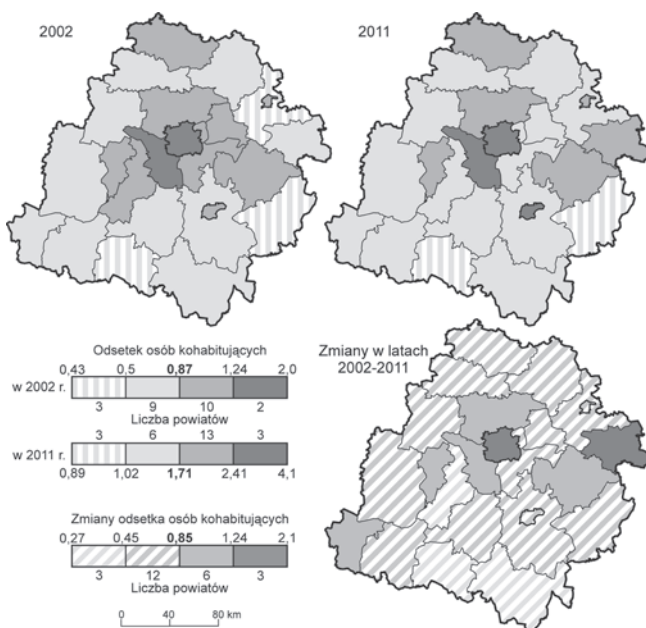 2002
2011
Odsetek osób kohabitujących
0,43 0,5 0,87 1,24 2,0
w 2002 r.
3 9 10 2
Liczba powiatów
3 6 13 3
w 2011 r.
0,89 1,02 1,71 2,41 4,1
Zmiany odsetka osób kohabitujących
0,27 0,45 0,85 1,24 2,1
3 12 6 3
Liczba powiatów
0 40 80 km
Zmiany w latach
2002-2011